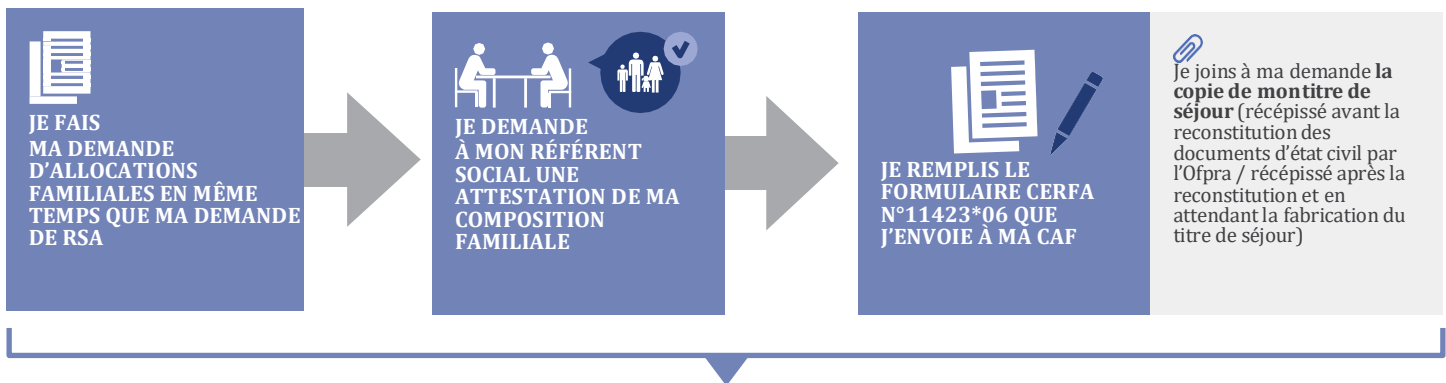 JE FAIS
MA DEMANDE
D’ALLOCATIONS
FAMILIALES EN MÊME
TEMPS QUE MA DEMANDE
DE RSA
JE DEMANDE
À MON RÉFÉRENT
SOCIAL UNE
ATTESTATION DE MA
COMPOSITION
FAMILIALE
JE REMPLIS LE
FORMULAIRE CERFA
N°11423*06 QUE
J’ENVOIE À MA CAF
Je joins à ma demande la
copie de mon titre de
séjour (récépissé avant la
reconstitution des
documents d’état civil par
l’Ofpra / récépissé après la
reconstitution et en
attendant la fabrication du
titre de séjour)